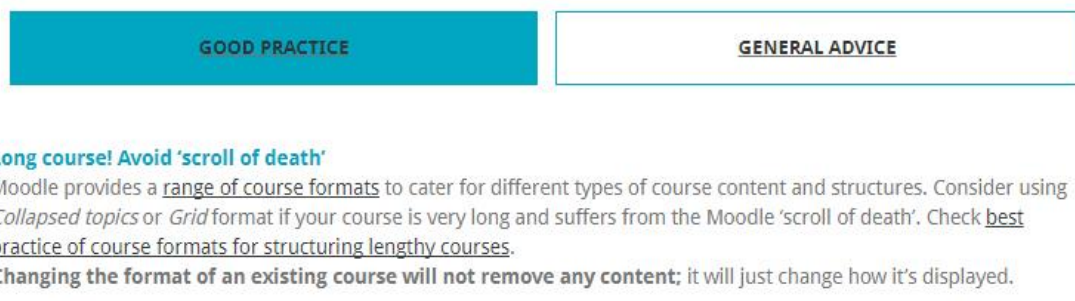 GOOD PRACTICE
GENERAL ADVICE
Long course! Avoid ‘scroll of death’
Moodle provides a range of course formats to cater for different types of course content and structures. Consider using
Collapsed topics or Grid format if your course is very long and suffers from the Moodle ‘scroll of death’. Check best
practice of course formats for structuring lengthy courses.
Changing the format of an existing course will not remove any content; it will just change how it’s displayed.